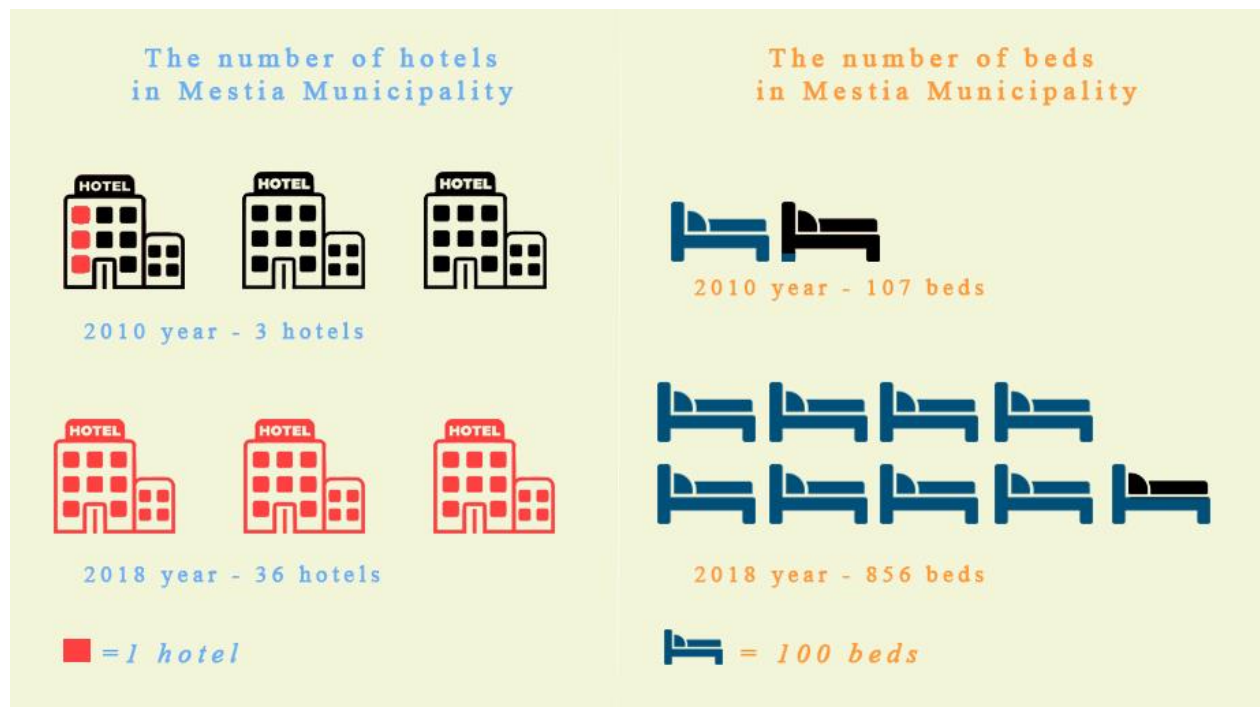 The number of hotels
in Mestia Municipality
HOTEL
HOTEL
HOTEL
2010 year - 3 hotels
HOTEL
HOTEL
HOTEL
2018 year - 36 hotels
=1 hotel
The number of beds
in Mestia Municipality
2010 year - 107 beds
2018 year - 856 beds
= 100 beds